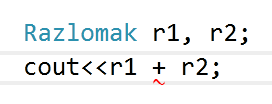 Razlomak r1, r2;
cout<<r1 + r2;